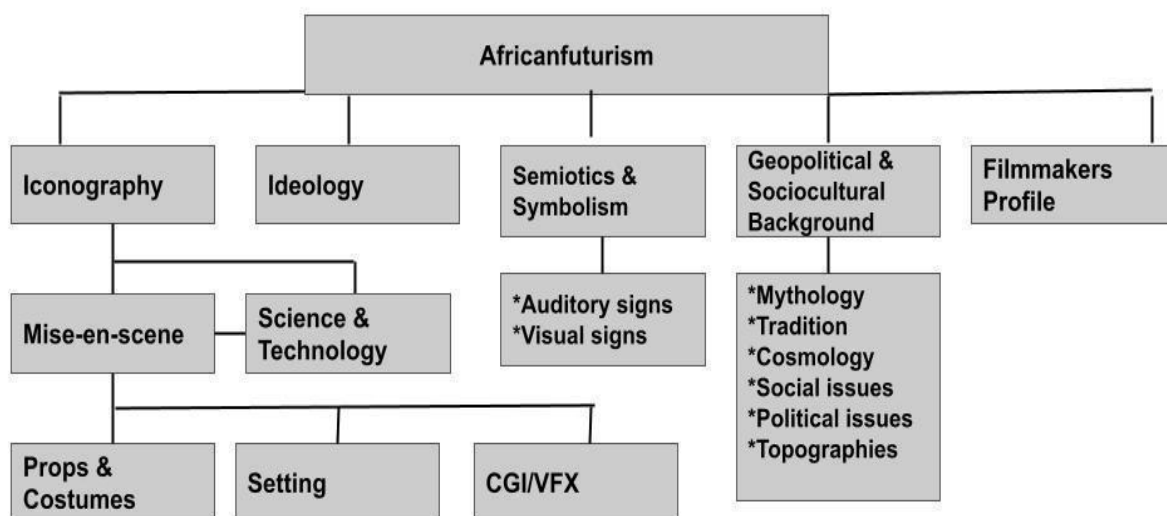 Africanfuturism
Iconography
Ideology
Semiotics &
Symbolism
Geopolitical &
Sociocultural
Background
Filmmakers
Profile
Mise-en-scene
Science &
Technology
*Auditory signs
*Visual signs
*Mythology
*Tradition
*Cosmology
*Social issues
*Political issues
*Topographies
Props &
Costumes
Setting
CGI/VFX